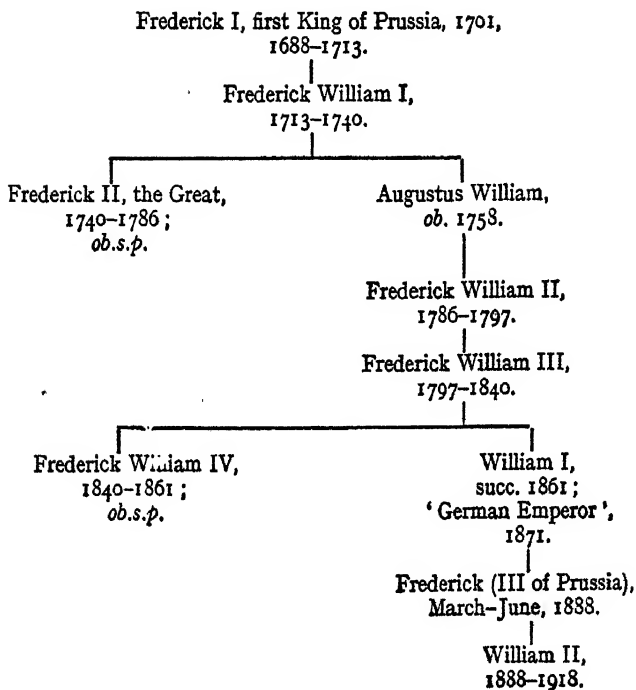 Frederick I, first King of Prussia, 1701,
1688–1713.
Frederick William I,
1713–1740.
Frederick II, the Great,
1740–1786 ;
ob.s.p.
Augustus William,
ob. 1758.
Frederick William II,
1786–1797.
Frederick William III,
1797–1840.
Frederick William IV,
1840–1861 ;
ob.s.p.
William I,
succ. 1861 ;
‘ German Emperor ’,
1871.
Frederick (III of Prussia),
March–June, 1888.
William II,
1888–1918.